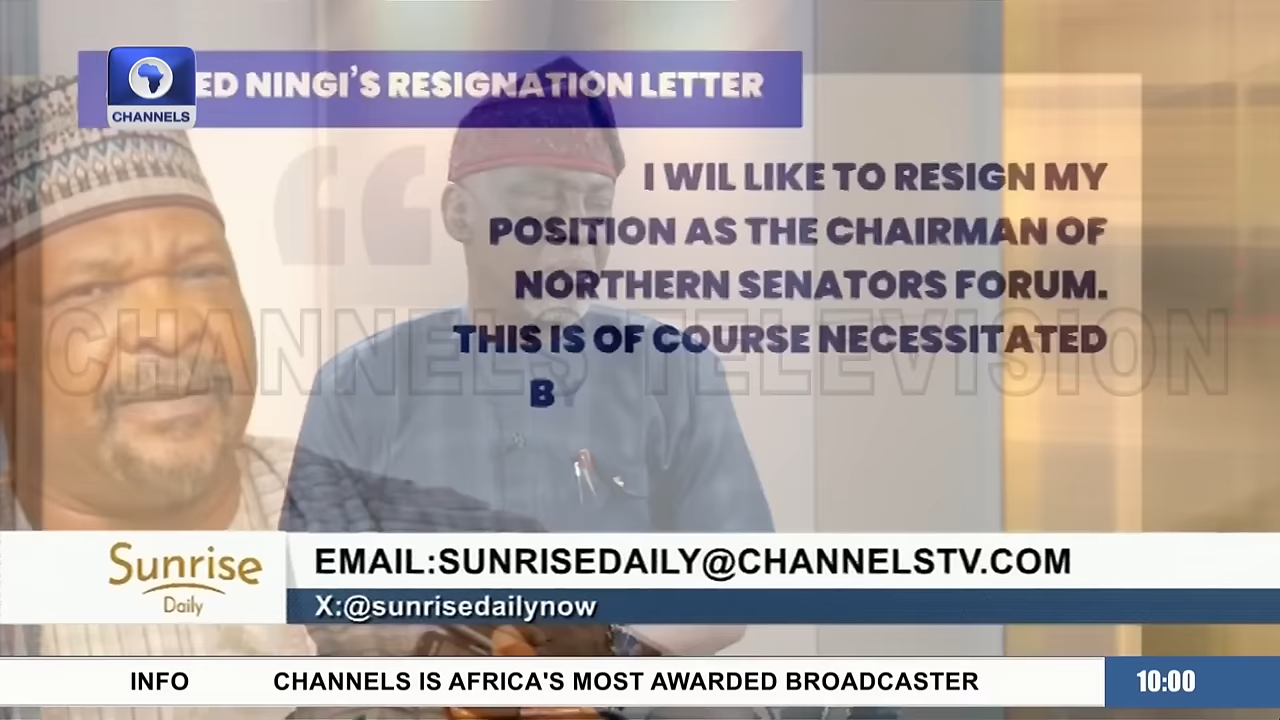 ED NINGI'S RESIGNATION LETTER
CHANNELS
I WIL LIKE TO RESIGN MY
POSITION AS THE CHAIRMAN OF
NORTHERN SENATORS FORUM.
THIS IS OF COURSE NECESSITATED
BY
CHANNELS TELEVISION
Sunrise
Daily
EMAIL:SUNRISEDAILY@CHANNELSTV.COM
X:@sunrisedailynow
INFO CHANNELS IS AFRICA'S MOST AWARDED BROADCASTER 10:00